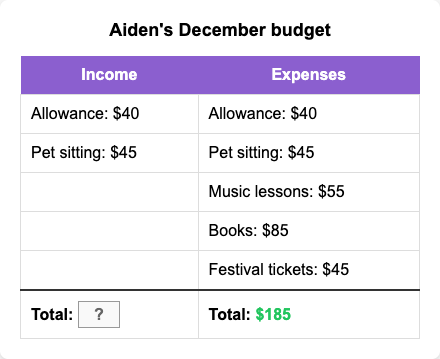 Aiden's December budget
Income Expenses
Allowance: $40 Allowance: $40
Pet sitting: $45 Pet sitting: $45
Music lessons: $55
Books: $85
Festival tickets: $45
Total: ? Total: $185